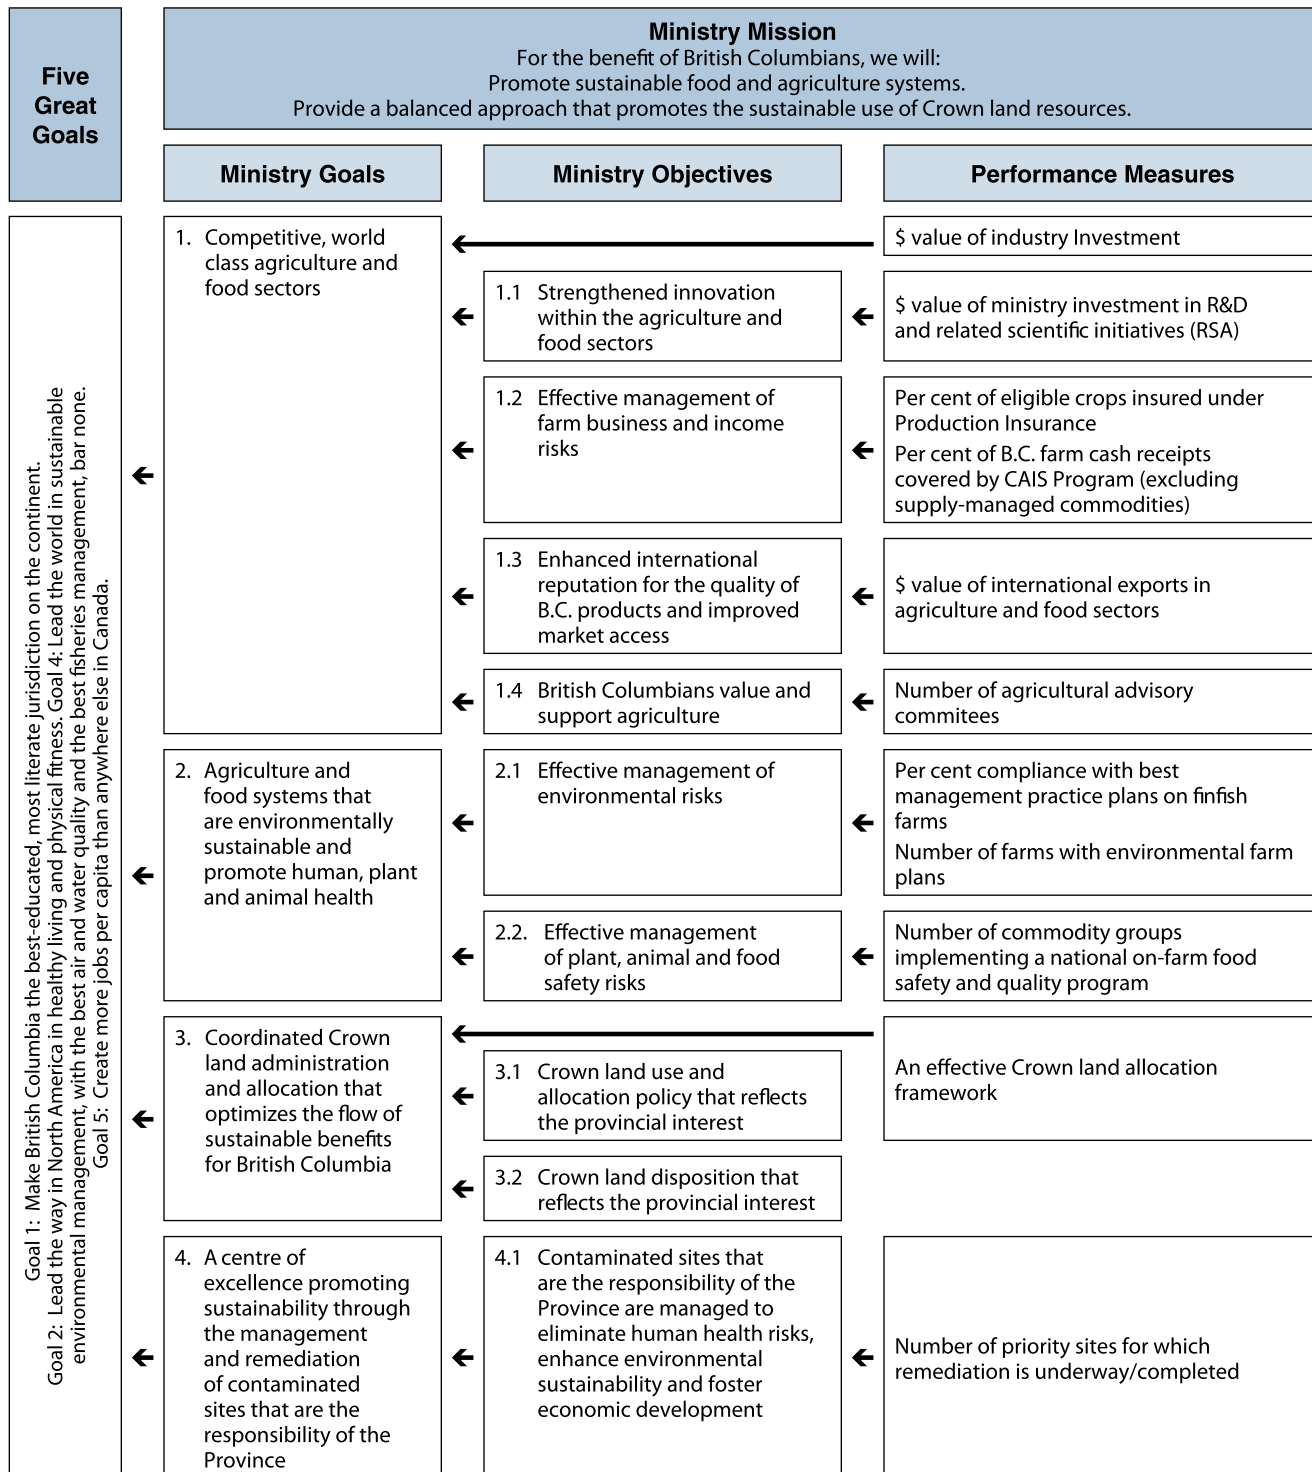 Five
Great
Goals
Ministry Mission
For the benefit of British Columbians, we will:
Promote sustainable food and agriculture systems.
Provide a balanced approach that promotes the sustainable use of Crown land resources.
Ministry Goals
Ministry Objectives
Performance Measures
Goal 1: Make British Columbia the best-educated, most literate jurisdiction on the continent.
Goal 2: Lead the way in North America in healthy living and physical fitness. Goal 4: Lead the world in sustainable
environmental management, with the best air and water quality and the best fisheries management, bar none.
Goal 5: Create more jobs per capita than anywhere else in Canada.
1. Competitive, world
class agriculture and
food sectors
$ value of industry Investment
1.1 Strengthened innovation
within the agriculture and
food sectors
$ value of ministry investment in R&D
and related scientific initiatives (RSA)
1.2 Effective management of
farm business and income
risks
Per cent of eligible crops insured under
Production Insurance
Per cent of B.C. farm cash receipts
covered by CAIS Program (excluding
supply-managed commodities)
1.3 Enhanced international
reputation for the quality of
B.C. products and improved
market access
$ value of international exports in
agriculture and food sectors
1.4 British Columbians value and
support agriculture
Number of agricultural advisory
commitees
2. Agriculture and
food systems that
are environmentally
sustainable and
promote human, plant
and animal health
2.1 Effective management of
environmental risks
Per cent compliance with best
management practice plans on finfish
farms
Number of farms with environmental farm
plans
2.2. Effective management
of plant, animal and food
safety risks
Number of commodity groups
implementing a national on-farm food
safety and quality program
3. Coordinated Crown
land administration
and allocation that
optimizes the flow of
sustainable benefits
for British Columbia
3.1 Crown land use and
allocation policy that reflects
the provincial interest
An effective Crown land allocation
framework
3.2 Crown land disposition that
reflects the provincial interest
4. A centre of
excellence promoting
sustainability through
the management
and remediation
of contaminated
sites that are the
responsibility of the
Province
4.1 Contaminated sites that
are the responsibility of the
Province are managed to
eliminate human health risks,
enhance environmental
sustainability and foster
economic development
Number of priority sites for which
remediation is underway/completed